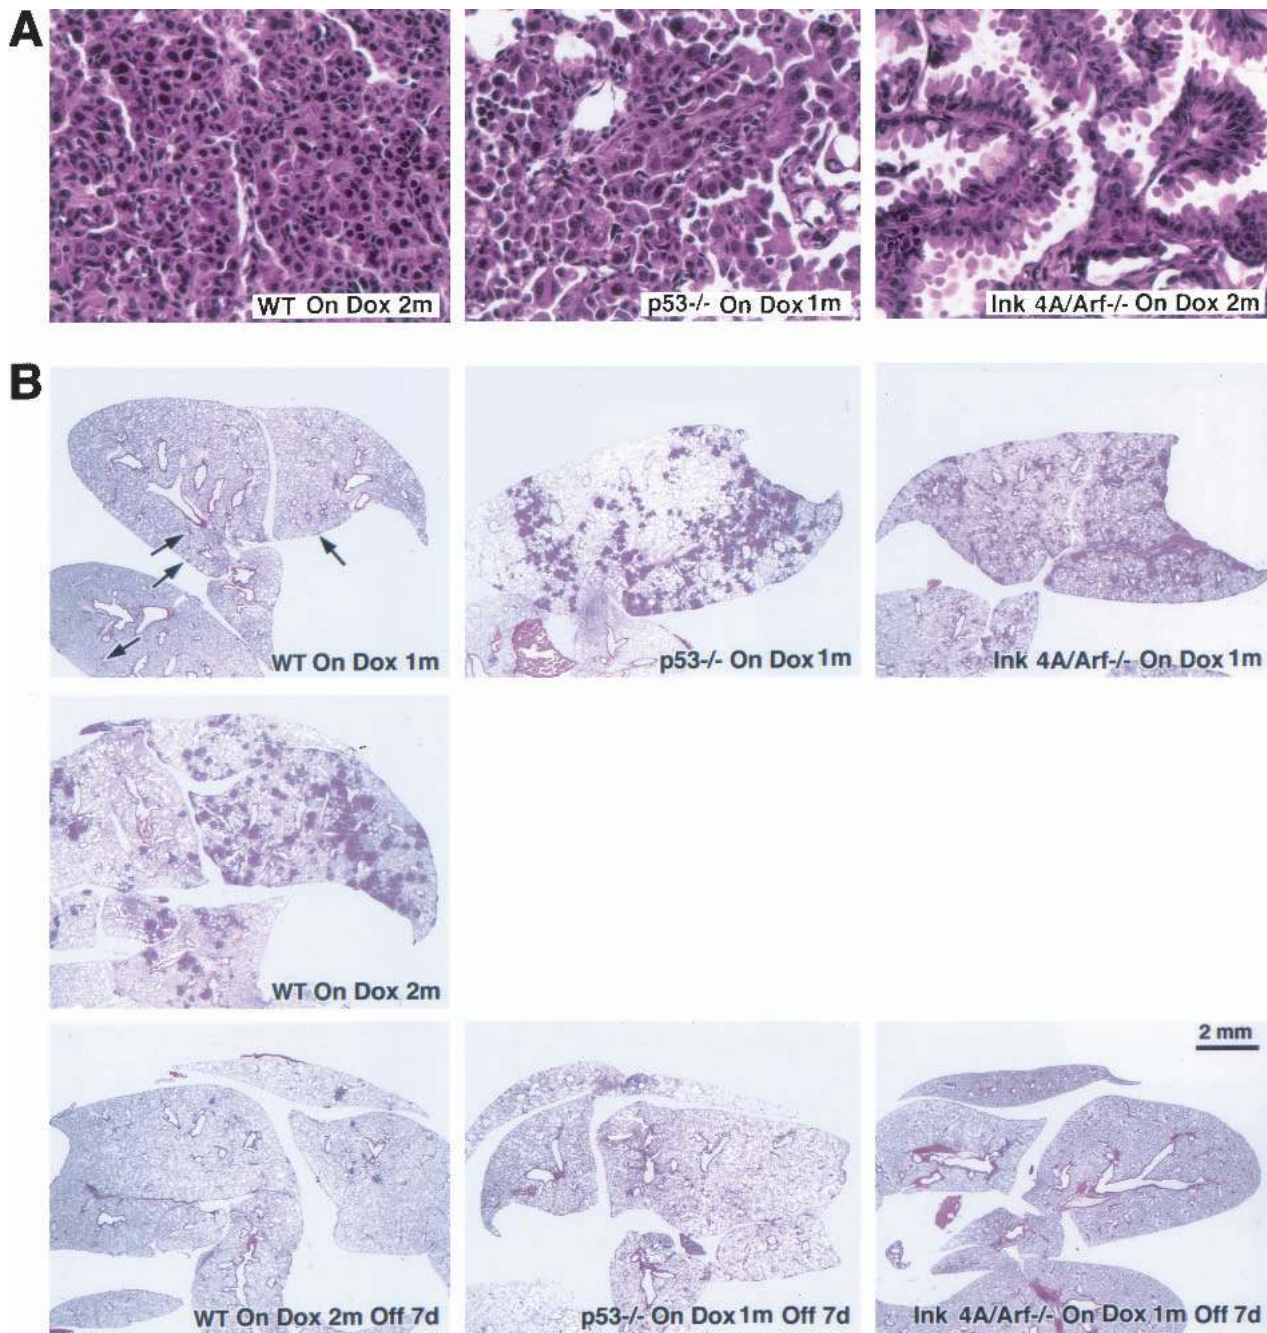 A
WT On Dox 2m
p53-/- On Dox 1m
Ink 4A/Arf-/- On Dox 2m
B
WT On Dox 1m
p53-/- On Dox 1m
Ink 4A/Arf-/- On Dox 1m
WT On Dox 2m
2 mm
WT On Dox 2m Off 7d
p53-/- On Dox 1m Off 7d
Ink 4A/Arf-/- On Dox 1m Off 7d